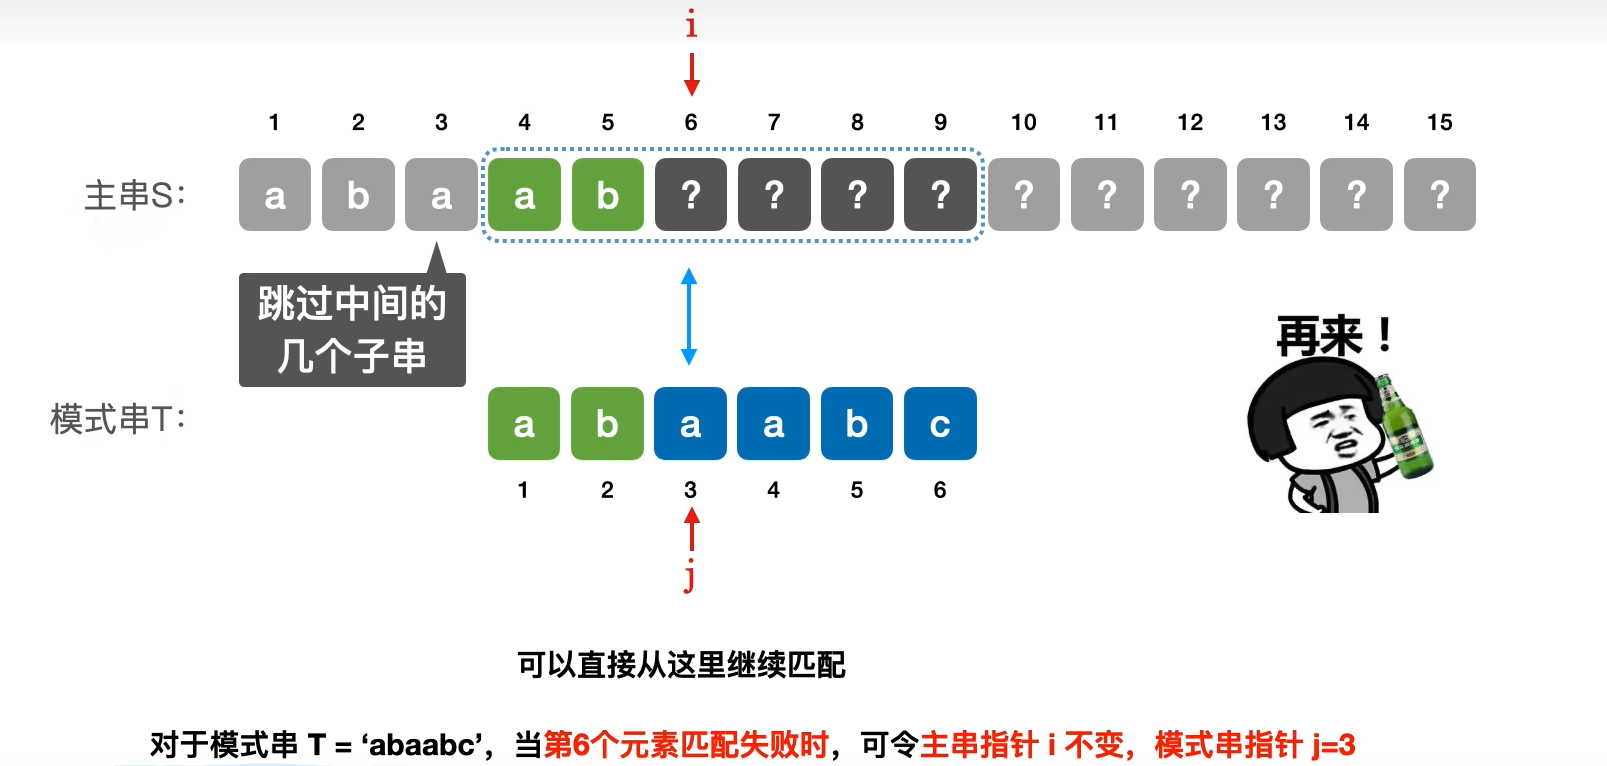 i
1 2 3 4 5 6 7 8 9 10 11 12 13 14 15
主串S： a b a a b ? ? ? ? ? ? ? ? ? ?
跳过中间的
几个子串
再来！
模式串T： a b a a b c
1 2 3 4 5 6
j
可以直接从这里继续匹配
对于模式串 T = ‘abaabc’，当第6个元素匹配失败时，可令主串指针 i 不变，模式串指针 j=3